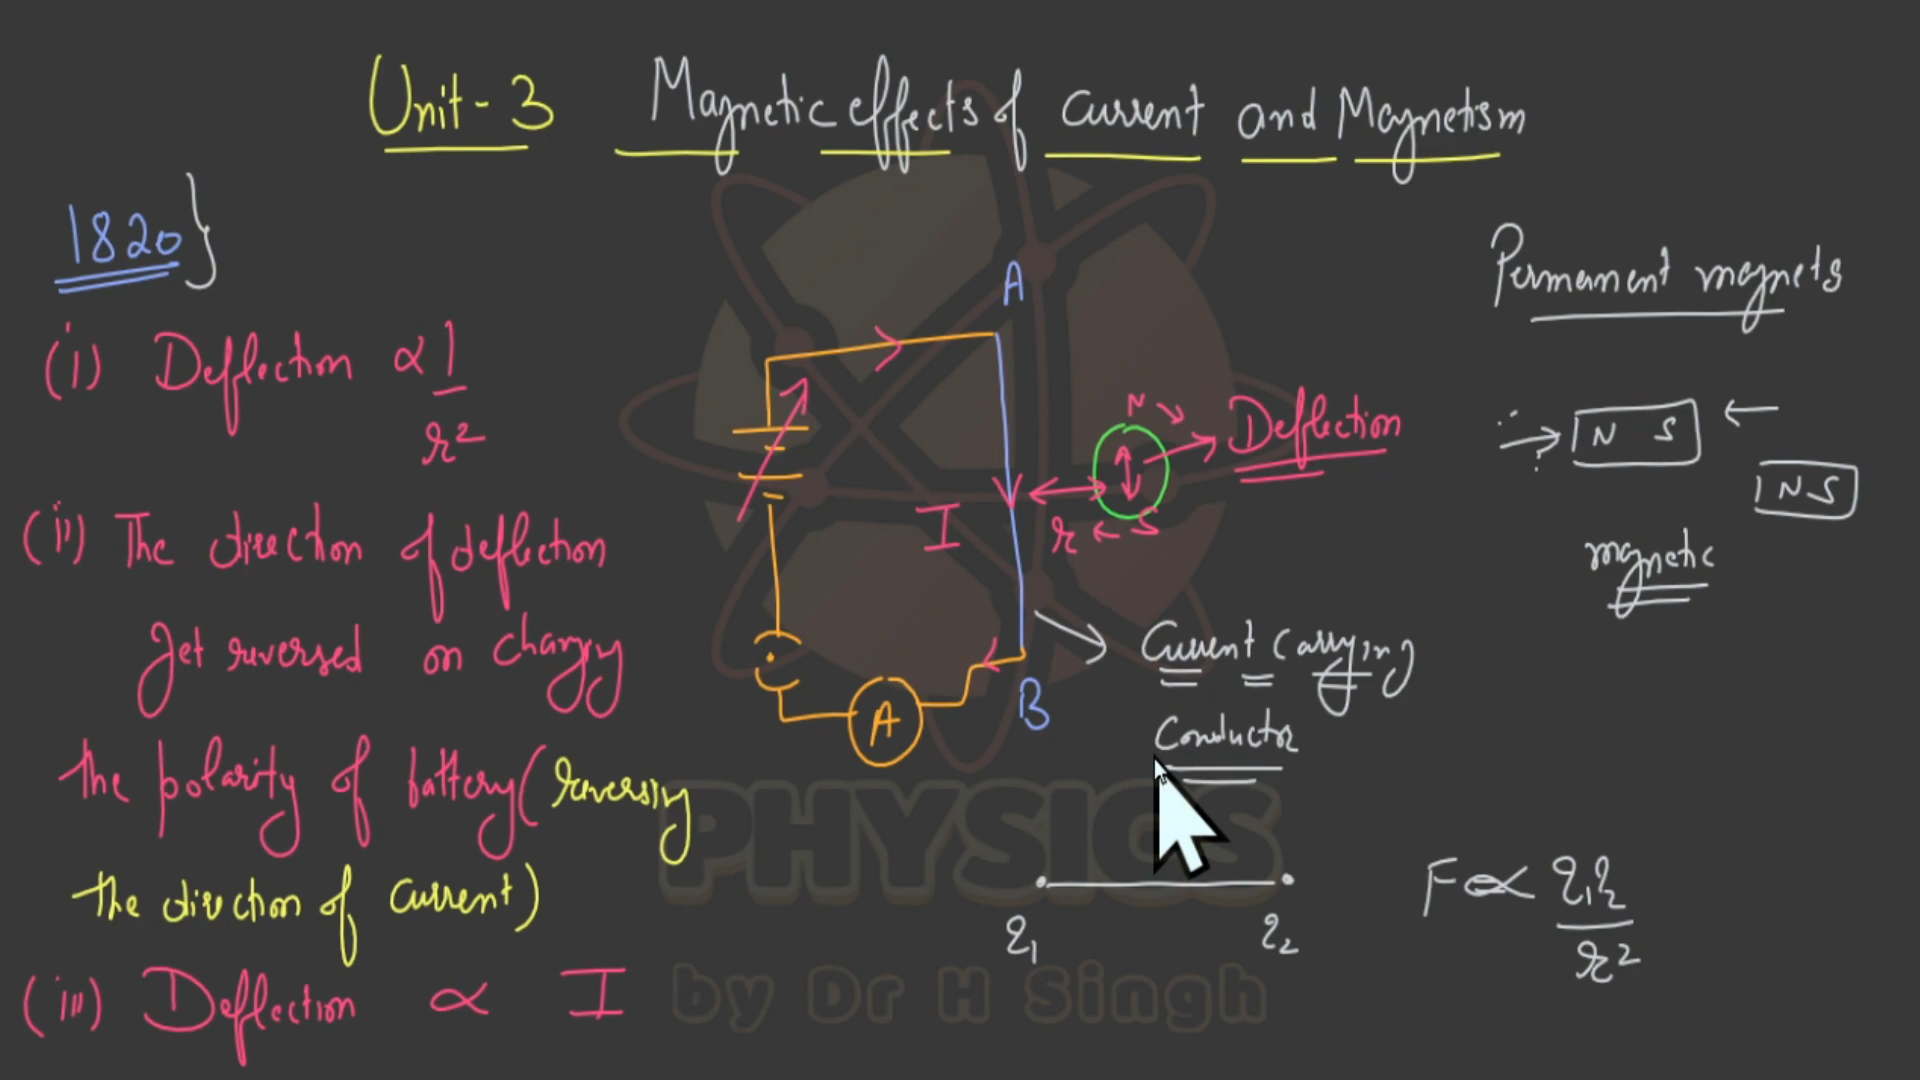 Unit-3 Magnetic effects of Current and Magnetism
1820}
(i) Deflection ∝ 1/r²
(ii) The direction of deflection
get reversed on changing
the polarity of battery (reversing
the direction of current)
(iii) Deflection ∝ I
A
I
N
S
r
Deflection
B
A
Current carrying
Conductor
Permanent magnets
N S
N S
magnetic
q₁ q₂
F ∝ q₁q₂/r²
PHYSICS
by Dr H Singh